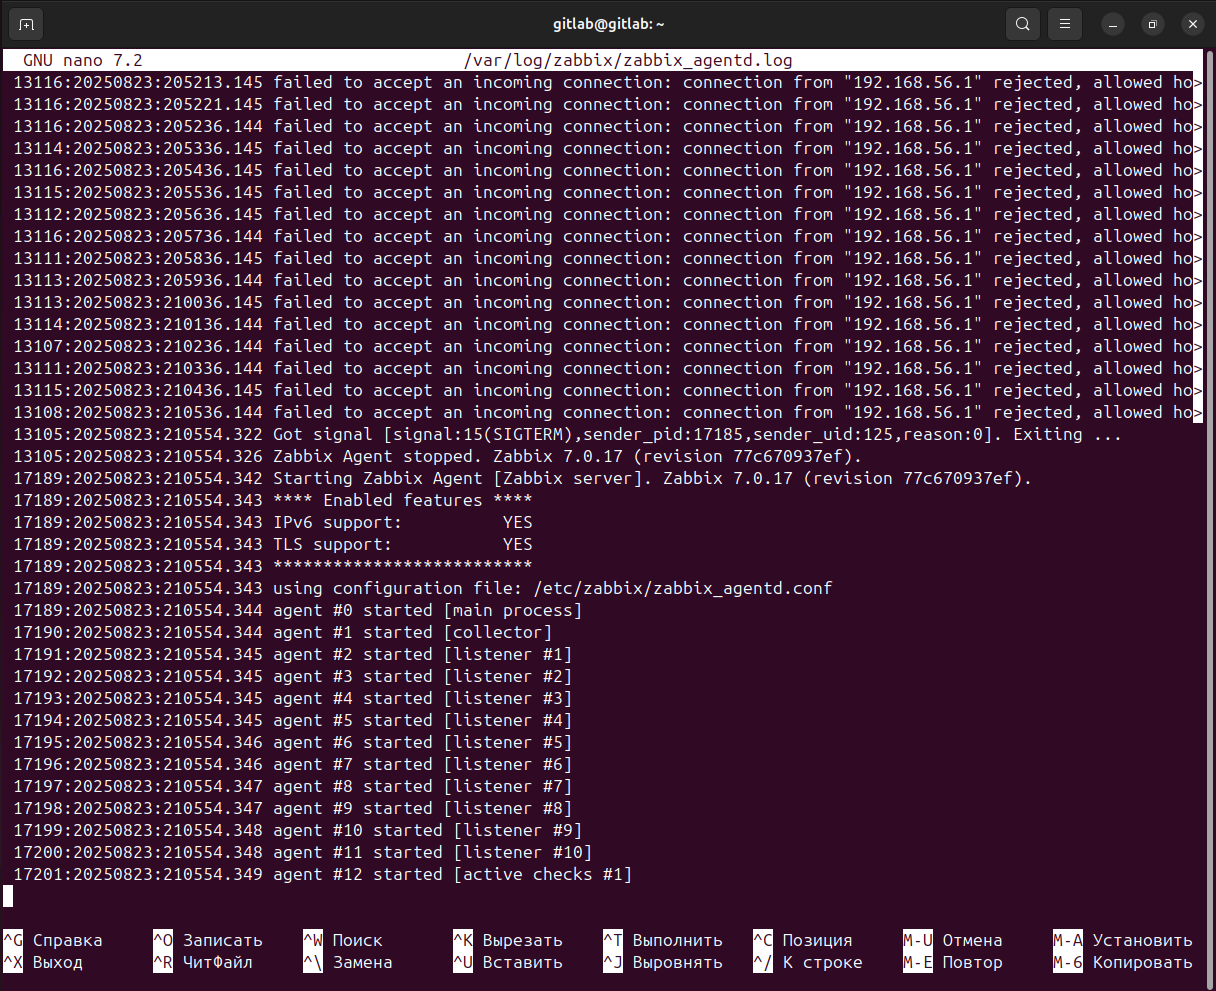 gitlab@gitlab: ~
GNU nano 7.2 /var/log/zabbix/zabbix_agentd.log
13116:20250823:205213.145 failed to accept an incoming connection: connection from "192.168.56.1" rejected, allowed ho>
13116:20250823:205221.145 failed to accept an incoming connection: connection from "192.168.56.1" rejected, allowed ho>
13116:20250823:205236.144 failed to accept an incoming connection: connection from "192.168.56.1" rejected, allowed ho>
13114:20250823:205336.145 failed to accept an incoming connection: connection from "192.168.56.1" rejected, allowed ho>
13116:20250823:205436.145 failed to accept an incoming connection: connection from "192.168.56.1" rejected, allowed ho>
13115:20250823:205536.145 failed to accept an incoming connection: connection from "192.168.56.1" rejected, allowed ho>
13112:20250823:205636.145 failed to accept an incoming connection: connection from "192.168.56.1" rejected, allowed ho>
13116:20250823:205736.144 failed to accept an incoming connection: connection from "192.168.56.1" rejected, allowed ho>
13111:20250823:205836.145 failed to accept an incoming connection: connection from "192.168.56.1" rejected, allowed ho>
13113:20250823:205936.144 failed to accept an incoming connection: connection from "192.168.56.1" rejected, allowed ho>
13113:20250823:210036.145 failed to accept an incoming connection: connection from "192.168.56.1" rejected, allowed ho>
13114:20250823:210136.144 failed to accept an incoming connection: connection from "192.168.56.1" rejected, allowed ho>
13107:20250823:210236.144 failed to accept an incoming connection: connection from "192.168.56.1" rejected, allowed ho>
13111:20250823:210336.144 failed to accept an incoming connection: connection from "192.168.56.1" rejected, allowed ho>
13115:20250823:210436.145 failed to accept an incoming connection: connection from "192.168.56.1" rejected, allowed ho>
13108:20250823:210536.144 failed to accept an incoming connection: connection from "192.168.56.1" rejected, allowed ho>
13105:20250823:210554.322 Got signal [signal:15(SIGTERM),sender_pid:17185,sender_uid:125,reason:0]. Exiting ...
13105:20250823:210554.326 Zabbix Agent stopped. Zabbix 7.0.17 (revision 77c670937ef).
17189:20250823:210554.342 Starting Zabbix Agent [Zabbix server]. Zabbix 7.0.17 (revision 77c670937ef).
17189:20250823:210554.343 **** Enabled features ****
17189:20250823:210554.343 IPv6 support:          YES
17189:20250823:210554.343 TLS support:           YES
17189:20250823:210554.343 **************************
17189:20250823:210554.343 using configuration file: /etc/zabbix/zabbix_agentd.conf
17189:20250823:210554.344 agent #0 started [main process]
17190:20250823:210554.344 agent #1 started [collector]
17191:20250823:210554.345 agent #2 started [listener #1]
17192:20250823:210554.345 agent #3 started [listener #2]
17193:20250823:210554.345 agent #4 started [listener #3]
17194:20250823:210554.345 agent #5 started [listener #4]
17195:20250823:210554.346 agent #6 started [listener #5]
17196:20250823:210554.346 agent #7 started [listener #6]
17197:20250823:210554.347 agent #8 started [listener #7]
17198:20250823:210554.347 agent #9 started [listener #8]
17199:20250823:210554.348 agent #10 started [listener #9]
17200:20250823:210554.348 agent #11 started [listener #10]
17201:20250823:210554.349 agent #12 started [active checks #1]
^G Справка ^O Записать ^W Поиск ^K Вырезать ^T Выполнить ^C Позиция M-U Отмена M-A Установить
^X Выход ^R ЧитФайл ^\ Замена ^U Вставить ^J Выровнять ^/ К строке M-E Повтор M-6 Копировать